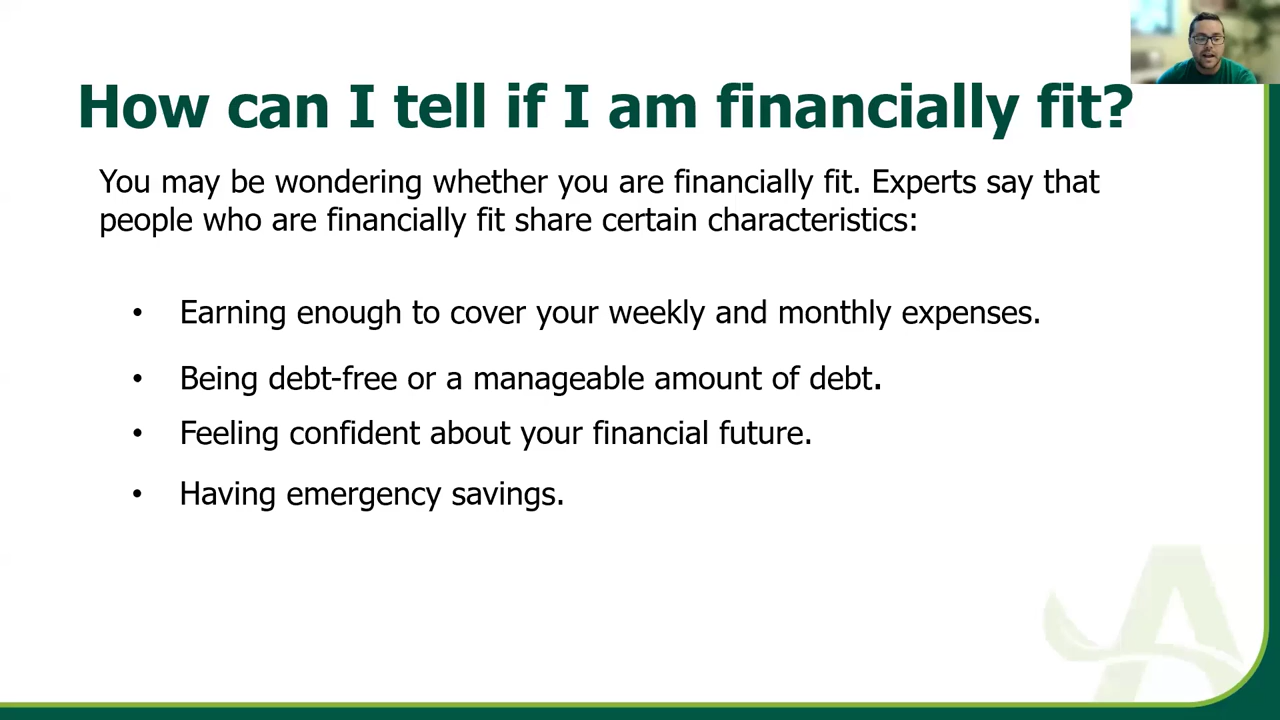 How can I tell if I am financially fit?
You may be wondering whether you are financially fit. Experts say that
people who are financially fit share certain characteristics:
• Earning enough to cover your weekly and monthly expenses.
• Being debt-free or a manageable amount of debt.
• Feeling confident about your financial future.
• Having emergency savings.
A